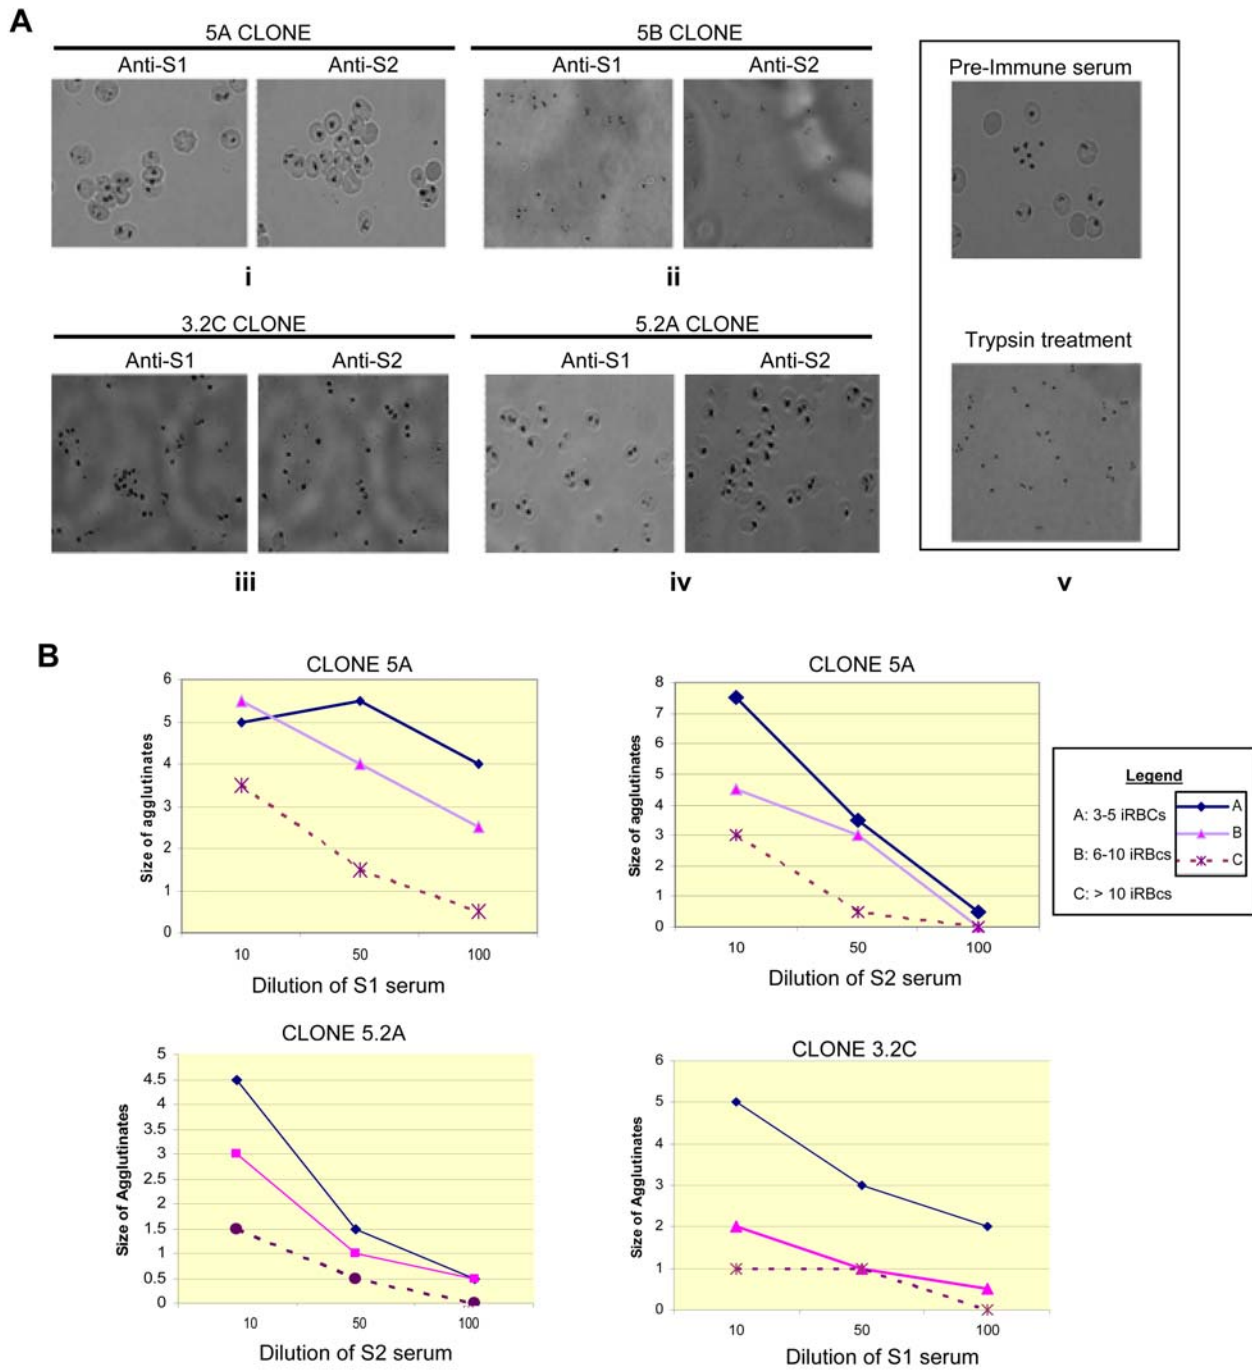 A
5A CLONE
Anti-S1 Anti-S2
i
5B CLONE
Anti-S1 Anti-S2
ii
3.2C CLONE
Anti-S1 Anti-S2
iii
5.2A CLONE
Anti-S1 Anti-S2
iv
Pre-Immune serum
Trypsin treatment
v
B
CLONE 5A
Size of agglutinates
6
5
4
3
2
1
0
10 50 100
Dilution of S1 serum
CLONE 5A
Size of agglutinates
8
7
6
5
4
3
2
1
0
10 50 100
Dilution of S2 serum
Legend
A: 3-5 iRBCs
B: 6-10 iRBcs
C: > 10 iRBcs
A
B
C
CLONE 5.2A
Size of Agglutinates
5
4.5
4
3.5
3
2.5
2
1.5
1
0.5
0
10 50 100
Dilution of S2 serum
CLONE 3.2C
Size of Agglutinates
6
5
4
3
2
1
0
10 50 100
Dilution of S1 serum